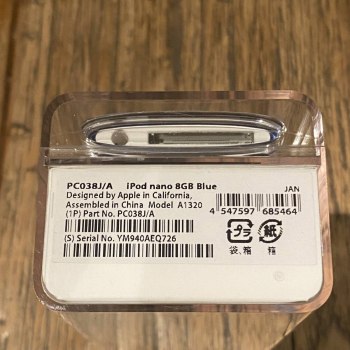 PC038J/A iPod nano 8GB Blue JAN
Designed by Apple in California,
Assembled in China Model A1320
(1P) Part No. PC038J/A
4 547597 685464
(S) Serial No. YM940AEQ726
プラ 紙
袋、箱 箱